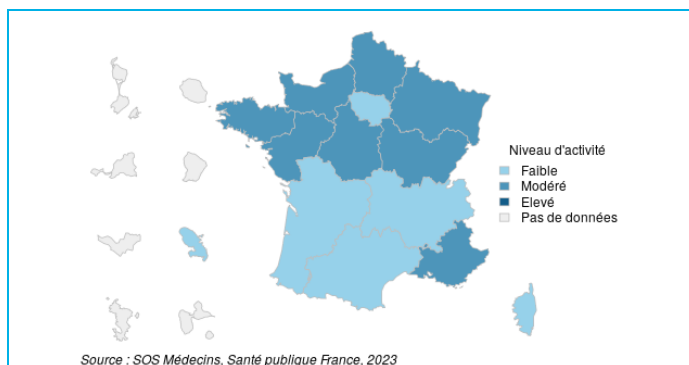 Niveau d'activité
Faible
Modéré
Elevé
Pas de données
Source : SOS Médecins, Santé publique France, 2023